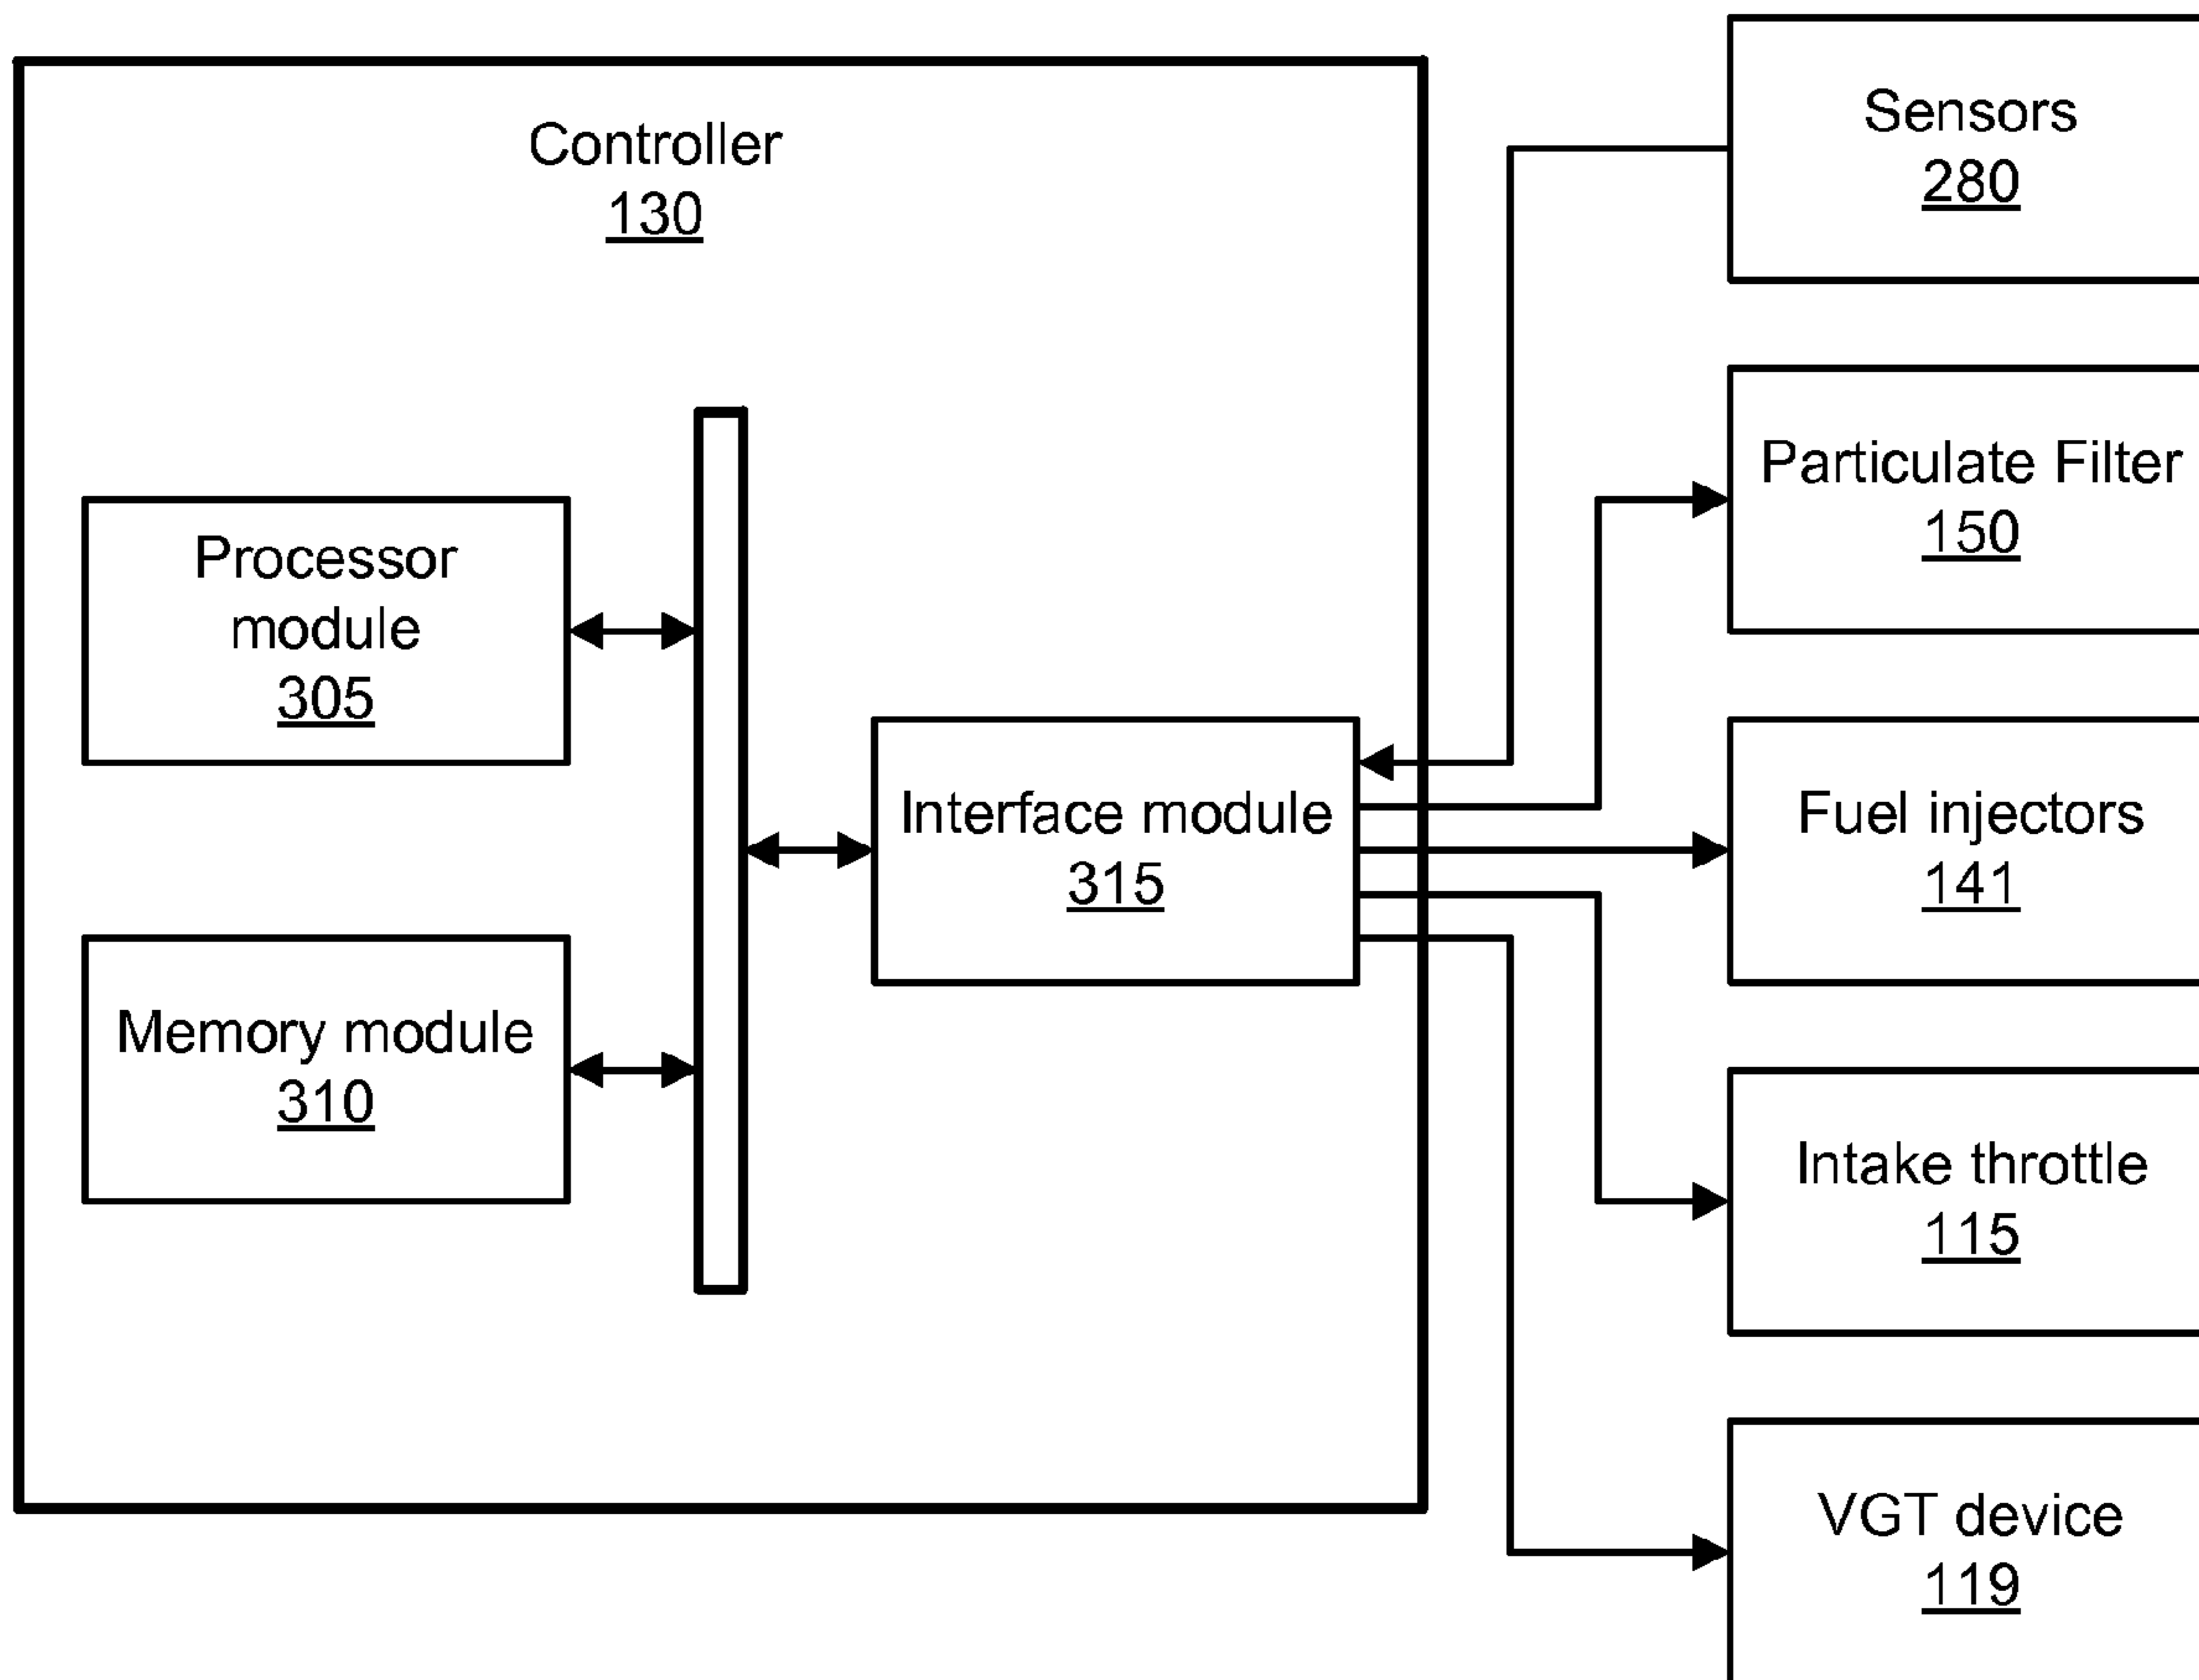 Controller
130
Processor
module
305
Memory module
310
Interface module
315
Sensors
280
Particulate Filter
150
Fuel injectors
141
Intake throttle
115
VGT device
119